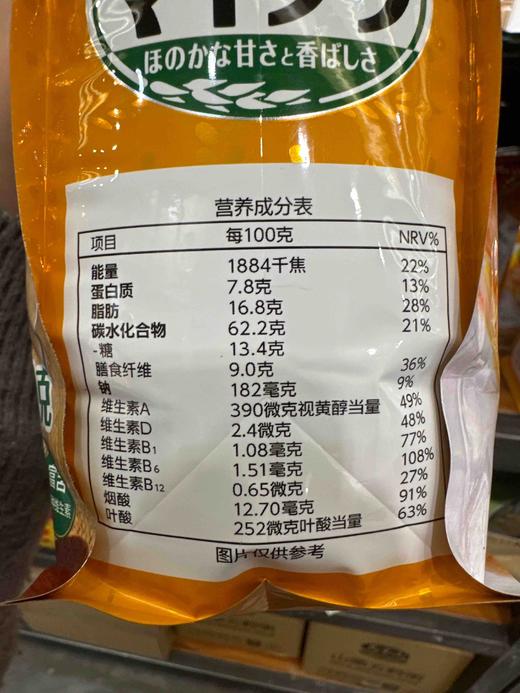 ほのかな甘さと香ばしさ
营养成分表
项目 每100克 NRV%
能量 1884千焦 22%
蛋白质 7.8克 13%
脂肪 16.8克 28%
碳水化合物 62.2克 21%
-糖 13.4克
膳食纤维 9.0克 36%
钠 182毫克 9%
维生素A 390微克视黄醇当量 49%
维生素D 2.4微克 48%
维生素B₁ 1.08毫克 77%
维生素B₆ 1.51毫克 108%
维生素B₁₂ 0.65微克 27%
烟酸 12.70毫克 91%
叶酸 252微克叶酸当量 63%
图片仅供参考